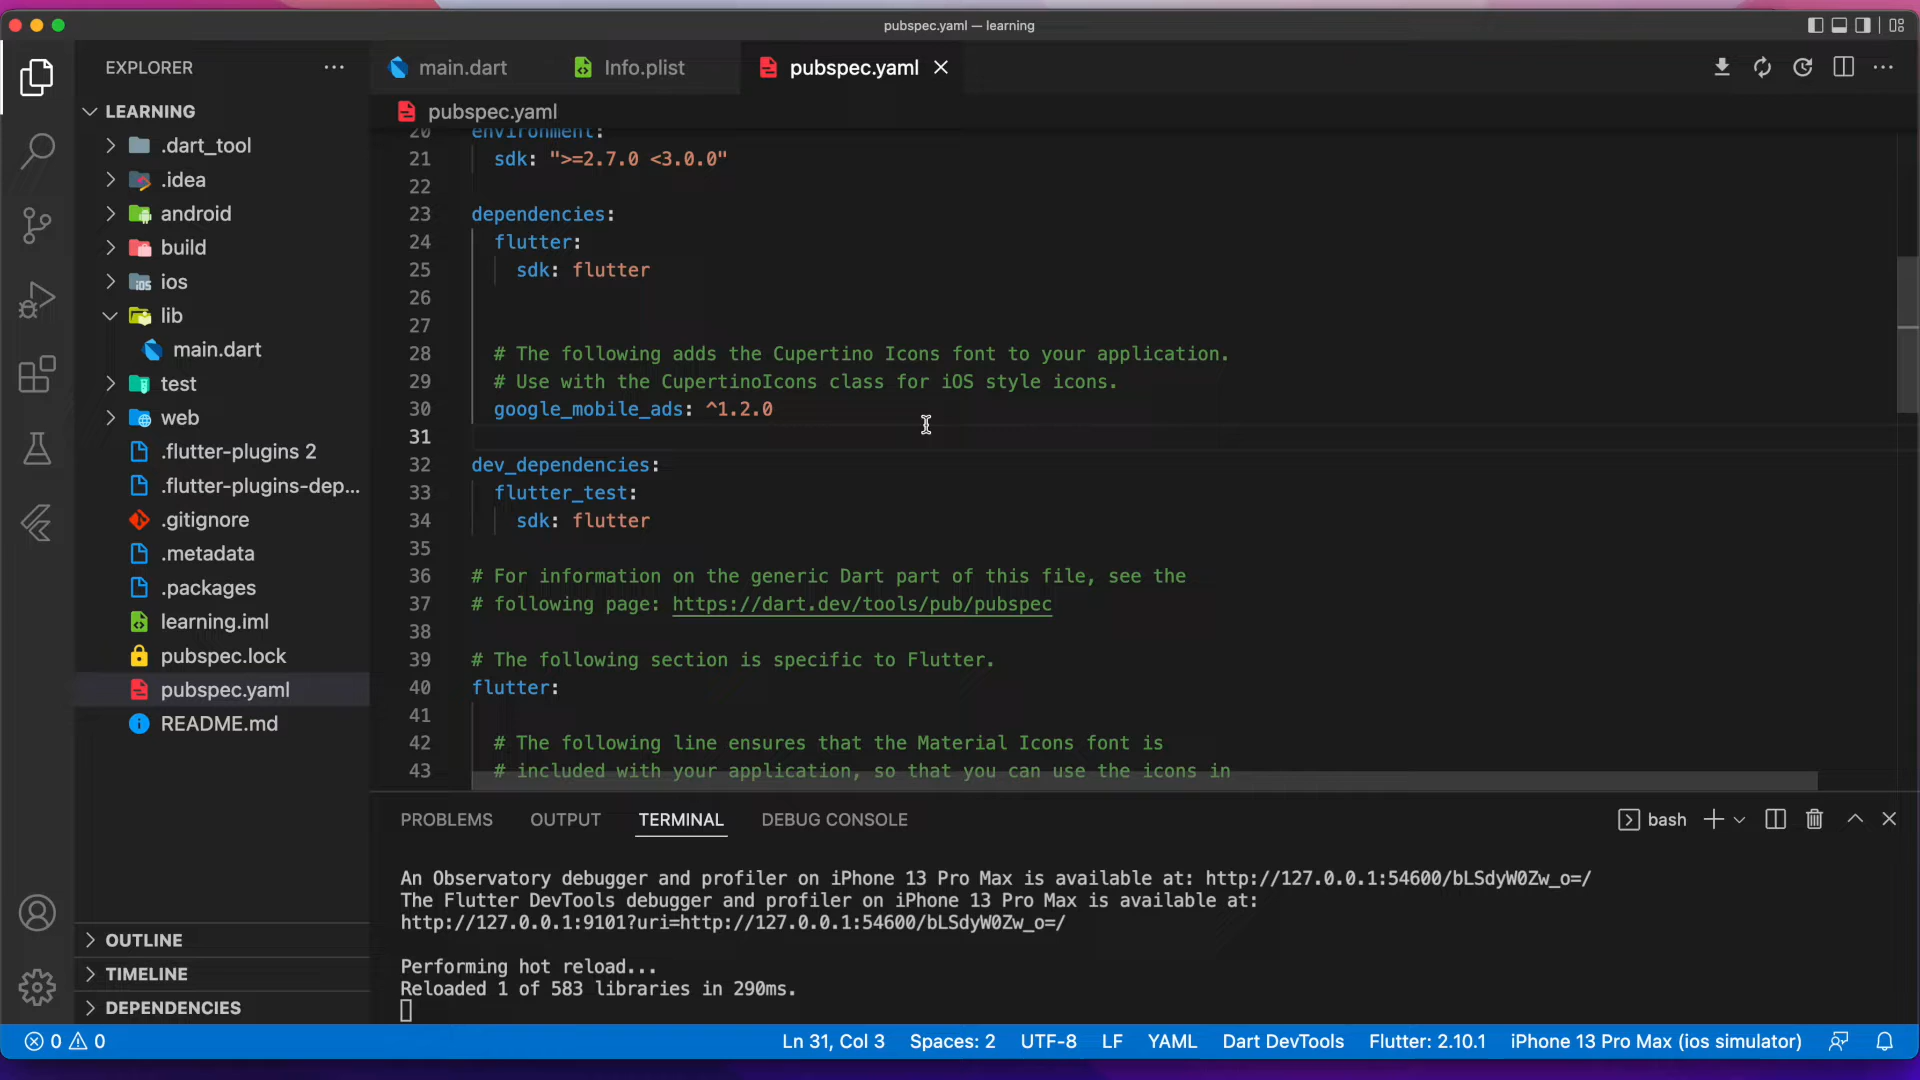 pubspec.yaml — learning
EXPLORER
main.dart
Info.plist
pubspec.yaml
LEARNING
.dart_tool
.idea
android
build
ios
lib
main.dart
test
web
.flutter-plugins 2
.flutter-plugins-dep...
.gitignore
.metadata
.packages
learning.iml
pubspec.lock
pubspec.yaml
README.md
OUTLINE
TIMELINE
DEPENDENCIES
pubspec.yaml
20 environment:
21 sdk: ">=2.7.0 <3.0.0"
22
23 dependencies:
24 flutter:
25 sdk: flutter
26
27
28 # The following adds the Cupertino Icons font to your application.
29 # Use with the CupertinoIcons class for iOS style icons.
30 google_mobile_ads: ^1.2.0
31
32 dev_dependencies:
33 flutter_test:
34 sdk: flutter
35
36 # For information on the generic Dart part of this file, see the
37 # following page: https://dart.dev/tools/pub/pubspec
38
39 # The following section is specific to Flutter.
40 flutter:
41
42 # The following line ensures that the Material Icons font is
43 # included with your application, so that you can use the icons in
PROBLEMS OUTPUT TERMINAL DEBUG CONSOLE
bash
An Observatory debugger and profiler on iPhone 13 Pro Max is available at: http://127.0.0.1:54600/bLSdyW0Zw_o=/
The Flutter DevTools debugger and profiler on iPhone 13 Pro Max is available at:
http://127.0.0.1:9101?uri=http://127.0.0.1:54600/bLSdyW0Zw_o=/
Performing hot reload...
Reloaded 1 of 583 libraries in 290ms.
0 0 Ln 31, Col 3 Spaces: 2 UTF-8 LF YAML Dart DevTools Flutter: 2.10.1 iPhone 13 Pro Max (ios simulator)